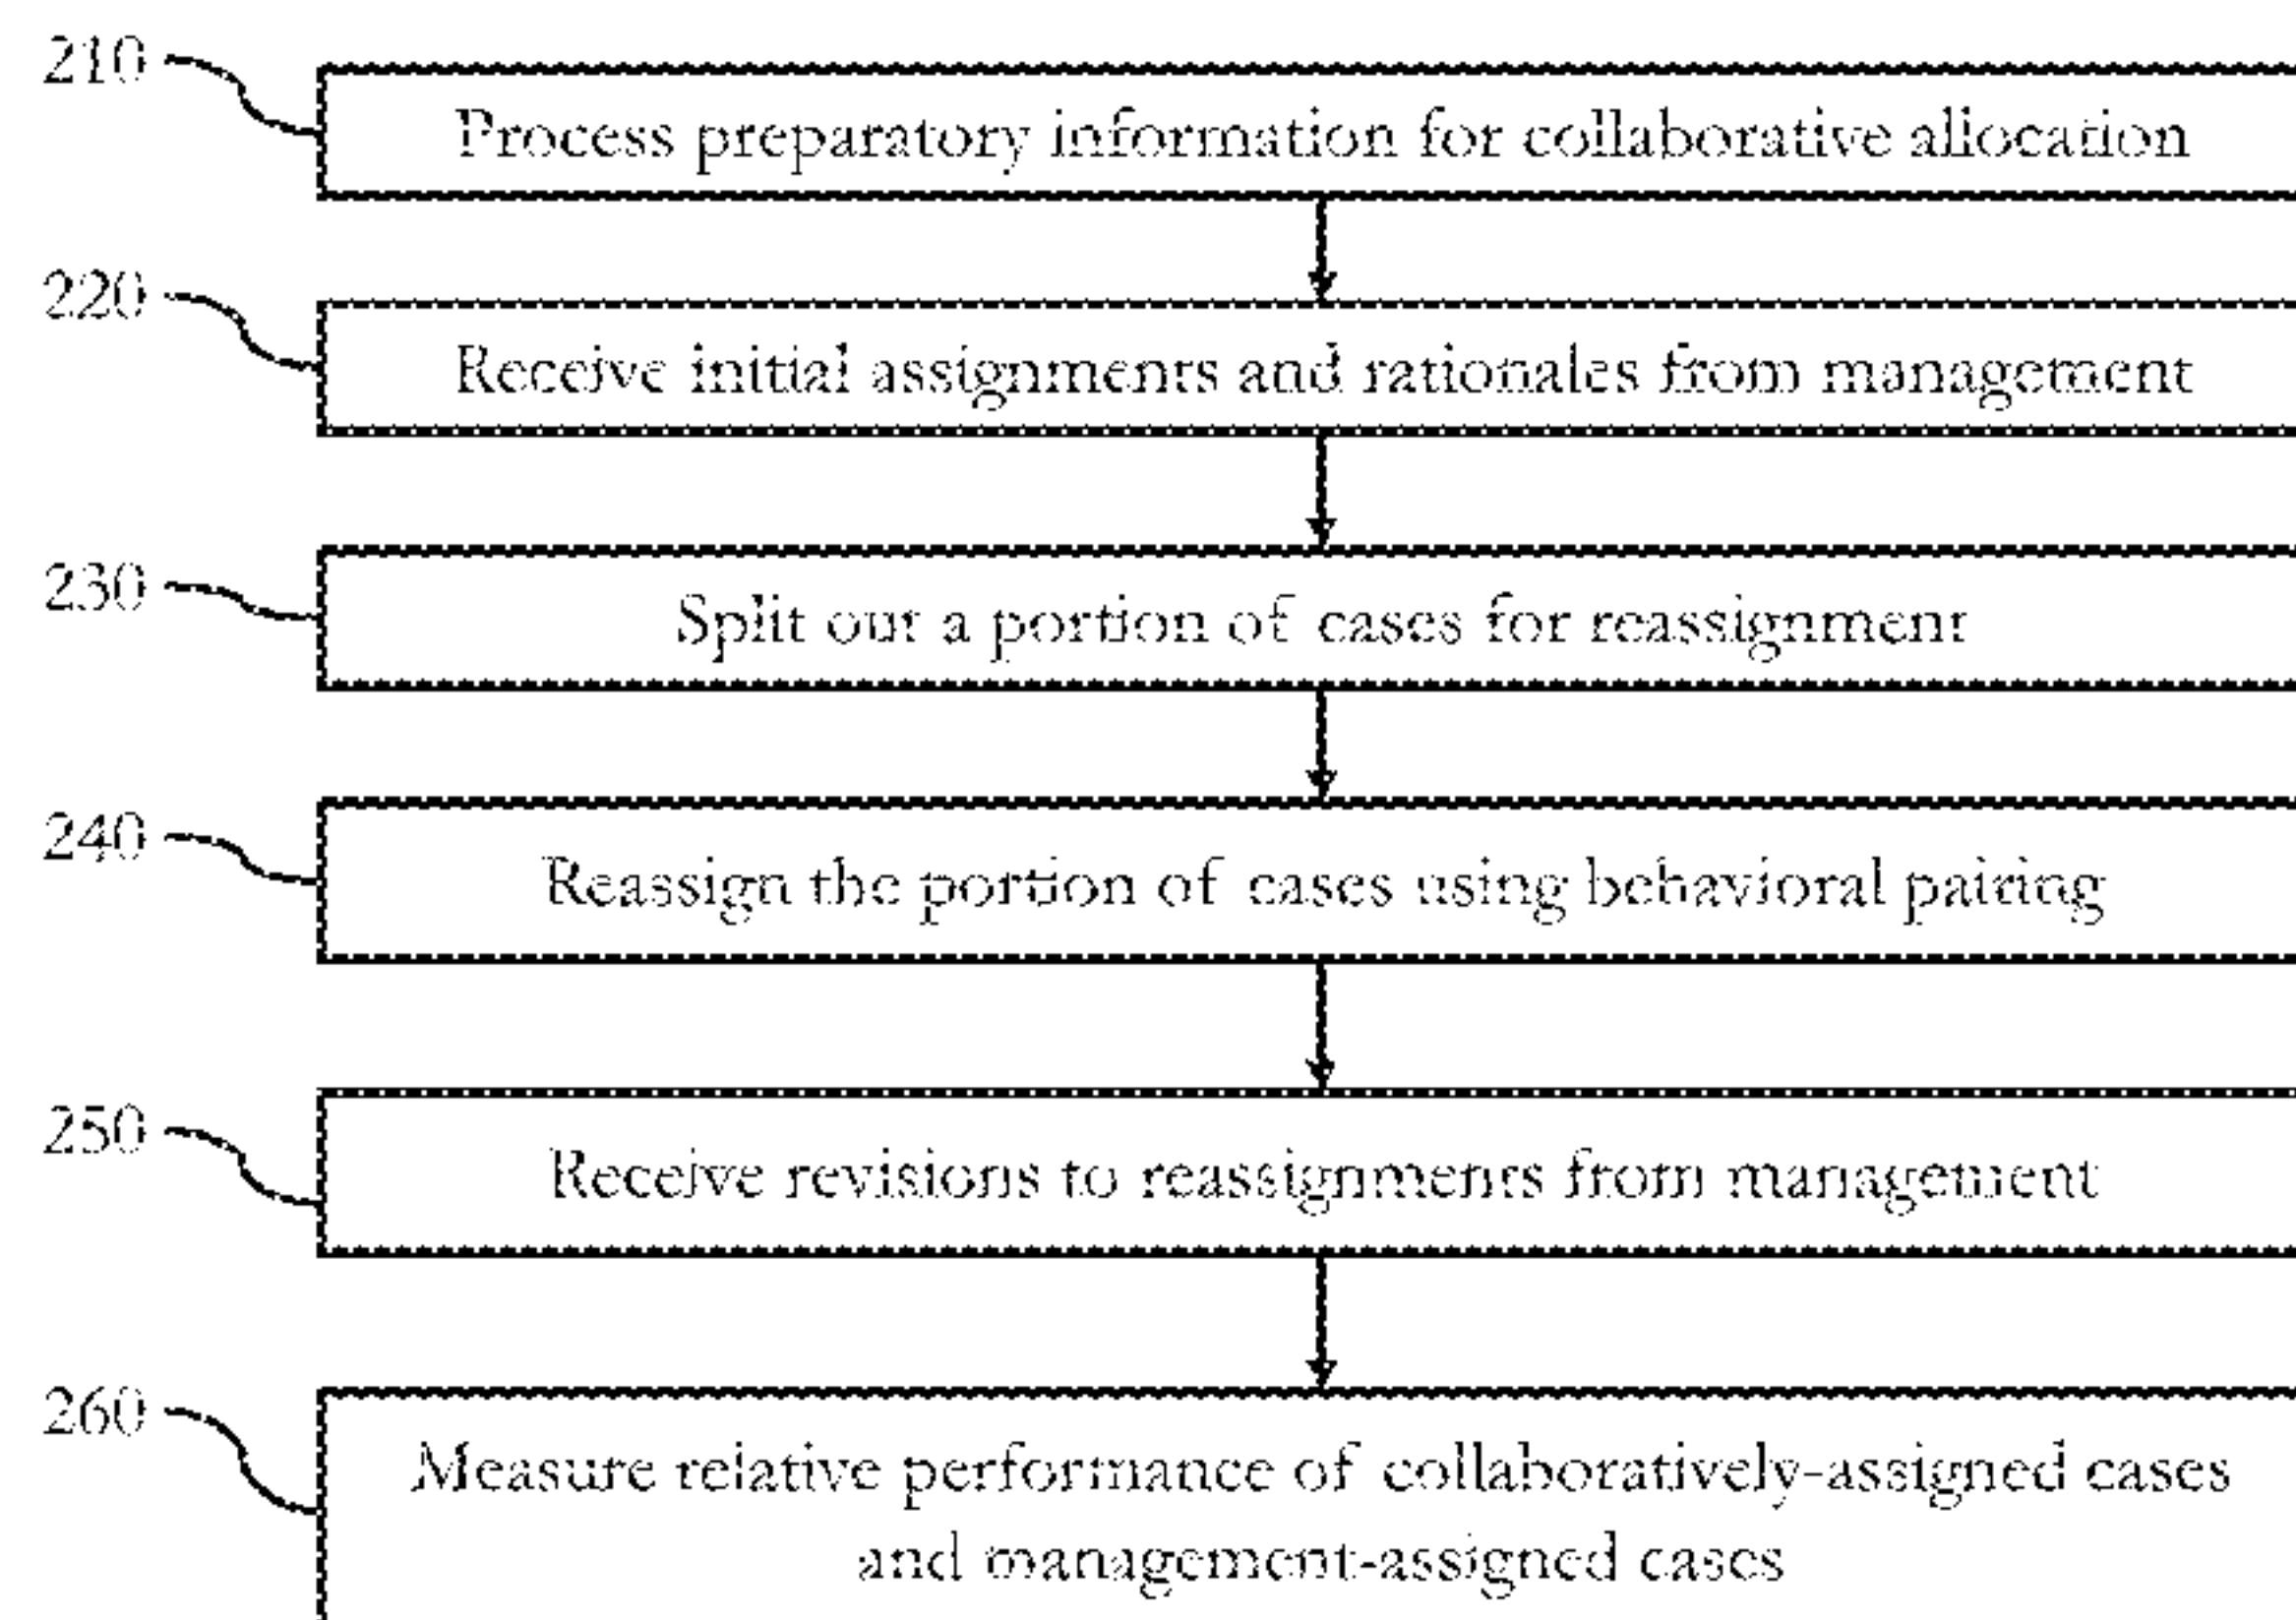 210
Process preparatory information for collaborative allocation
220
Receive initial assignments and rationales from management
230
Split out a portion of cases for reassignment
240
Reassign the portion of cases using behavioral pairing
250
Receive revisions to reassignments from management
260
Measure relative performance of collaboratively-assigned cases
and management-assigned cases